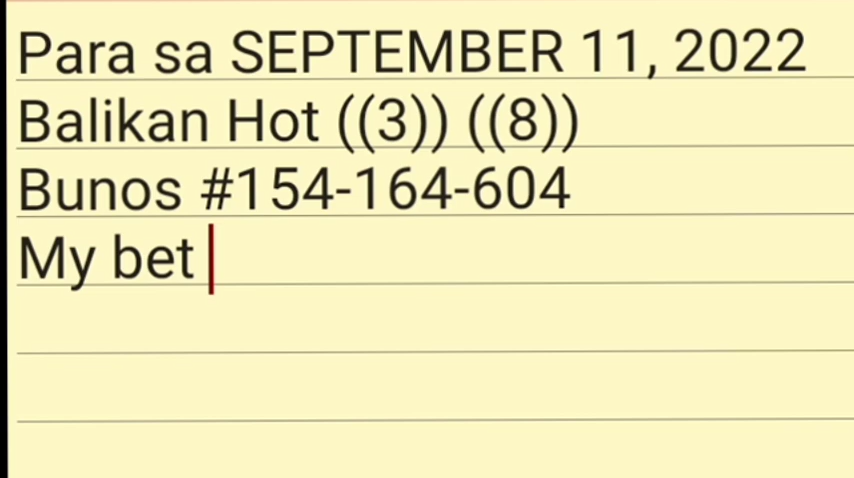 Para sa SEPTEMBER 11, 2022
Balikan Hot ((3)) ((8))
Bunos #154-164-604
My bet